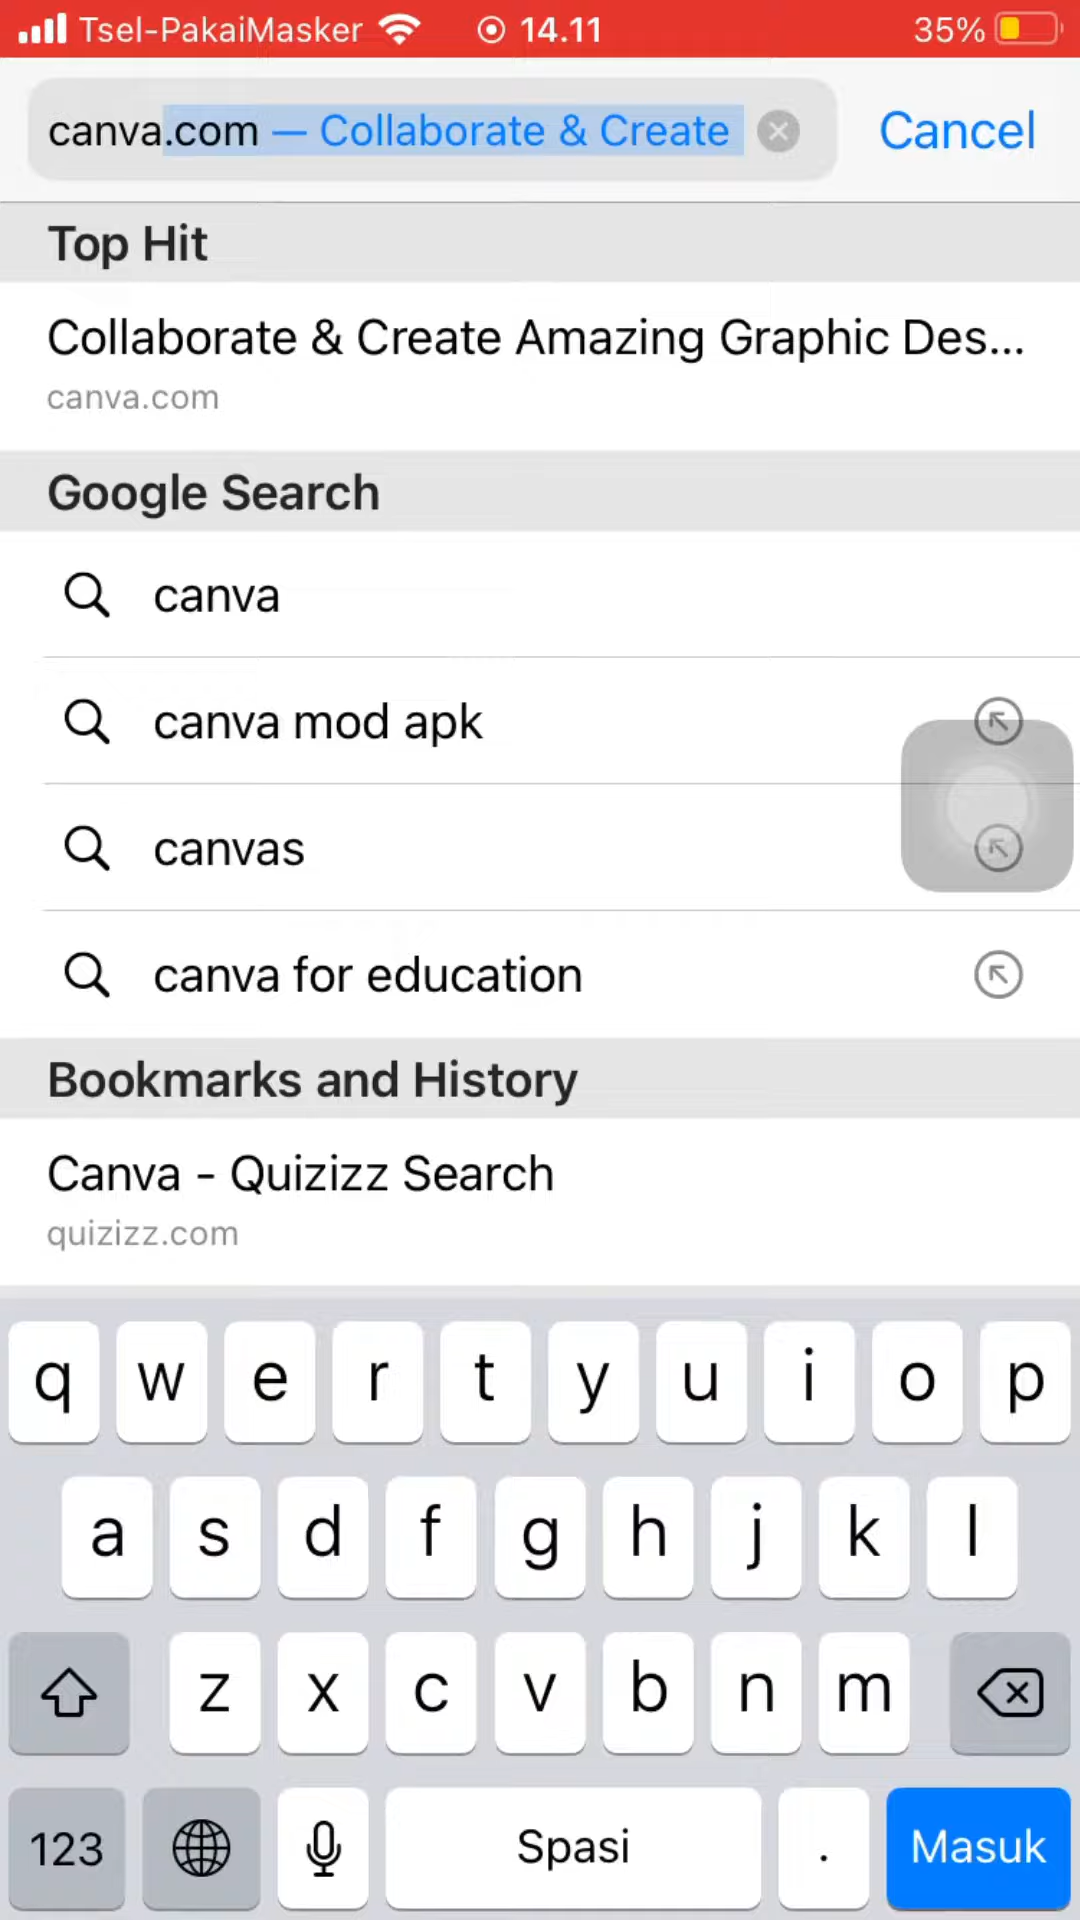 Tsel-PakaiMasker 14.11 35%
canva.com — Collaborate & Create Cancel
Top Hit
Collaborate & Create Amazing Graphic Des...
canva.com
Google Search
canva
canva mod apk
canvas
canva for education
Bookmarks and History
Canva - Quizizz Search
quizizz.com
q w e r t y u i o p
a s d f g h j k l
z x c v b n m
123 Spasi . Masuk